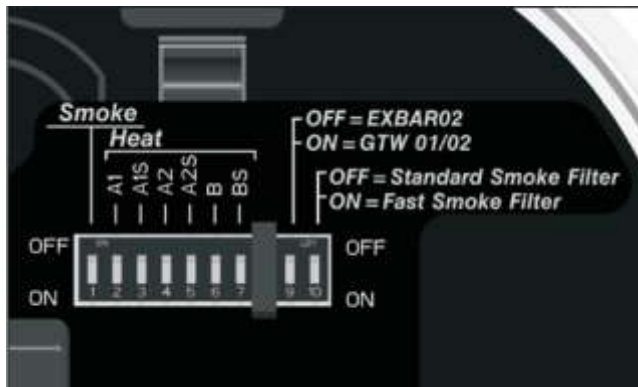 Smoke
Heat
A1
A1S
A2
A2S
B
BS
OFF = EXBAR02
ON = GTW 01/02
OFF = Standard Smoke Filter
ON = Fast Smoke Filter
OFF
OFF
1 2 3 4 5 6 7 9 10
ON
ON